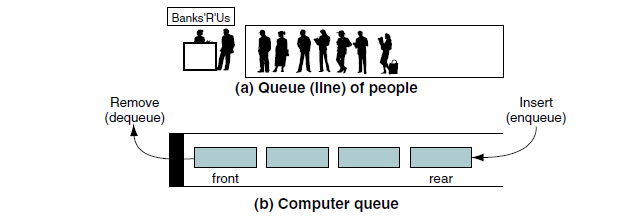 Banks'R'Us
(a) Queue (line) of people
Remove
(dequeue)
Insert
(enqueue)
front
rear
(b) Computer queue